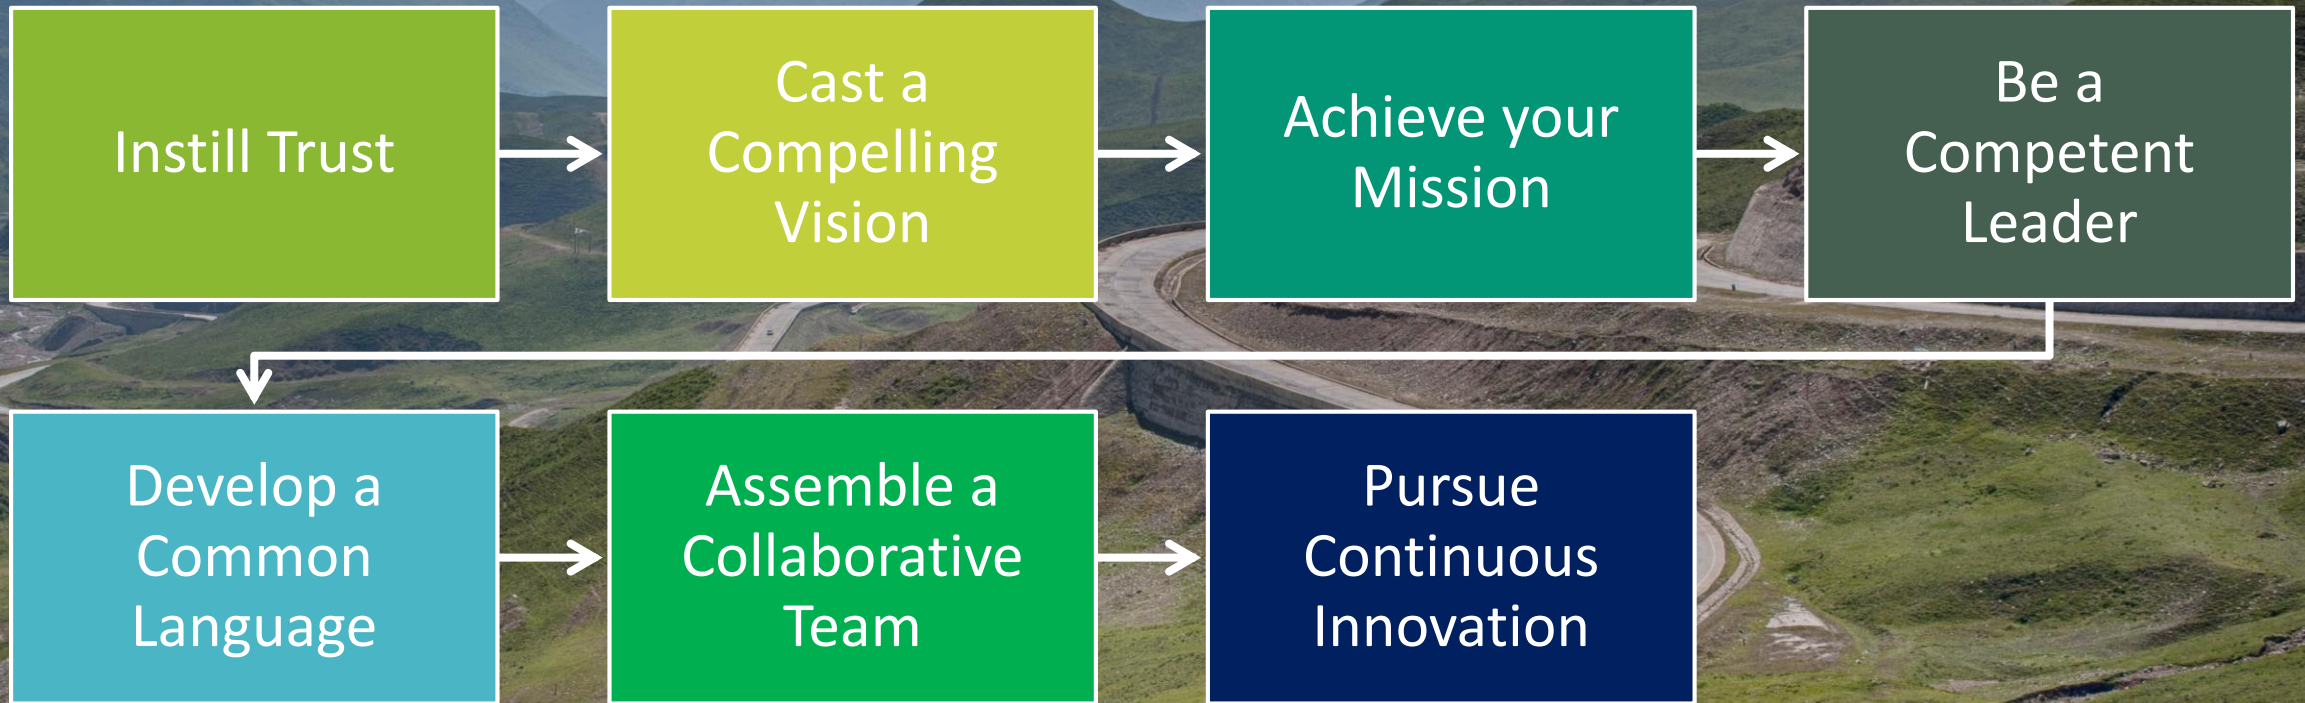 Instill Trust
Cast a
Compelling
Vision
Achieve your
Mission
Be a
Competent
Leader
Develop a
Common
Language
Assemble a
Collaborative
Team
Pursue
Continuous
Innovation